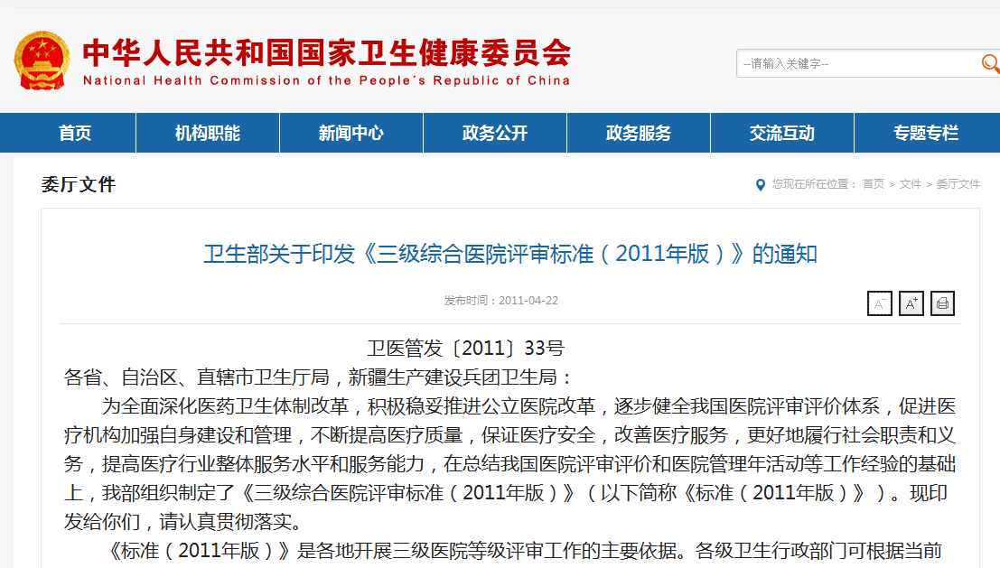 中华人民共和国国家卫生健康委员会
National Health Commission of the People´s Republic of China
--请输入关键字--
首页
机构职能
新闻中心
政务公开
政务服务
交流互动
专题专栏
委厅文件
您现在所在位置： 首页 > 文件 > 委厅文件
卫生部关于印发《三级综合医院评审标准（2011年版）》的通知
发布时间：2011-04-22
A-
A+
卫医管发〔2011〕33号
各省、自治区、直辖市卫生厅局，新疆生产建设兵团卫生局：
为全面深化医药卫生体制改革，积极稳妥推进公立医院改革，逐步健全我国医院评审评价体系，促进医
疗机构加强自身建设和管理，不断提高医疗质量，保证医疗安全，改善医疗服务，更好地履行社会职责和义
务，提高医疗行业整体服务水平和服务能力，在总结我国医院评审评价和医院管理年活动等工作经验的基础
上，我部组织制定了《三级综合医院评审标准（2011年版）》（以下简称《标准（2011年版）》）。现印
发给你们，请认真贯彻落实。
《标准（2011年版）》是各地开展三级医院等级评审工作的主要依据。各级卫生行政部门可根据当前